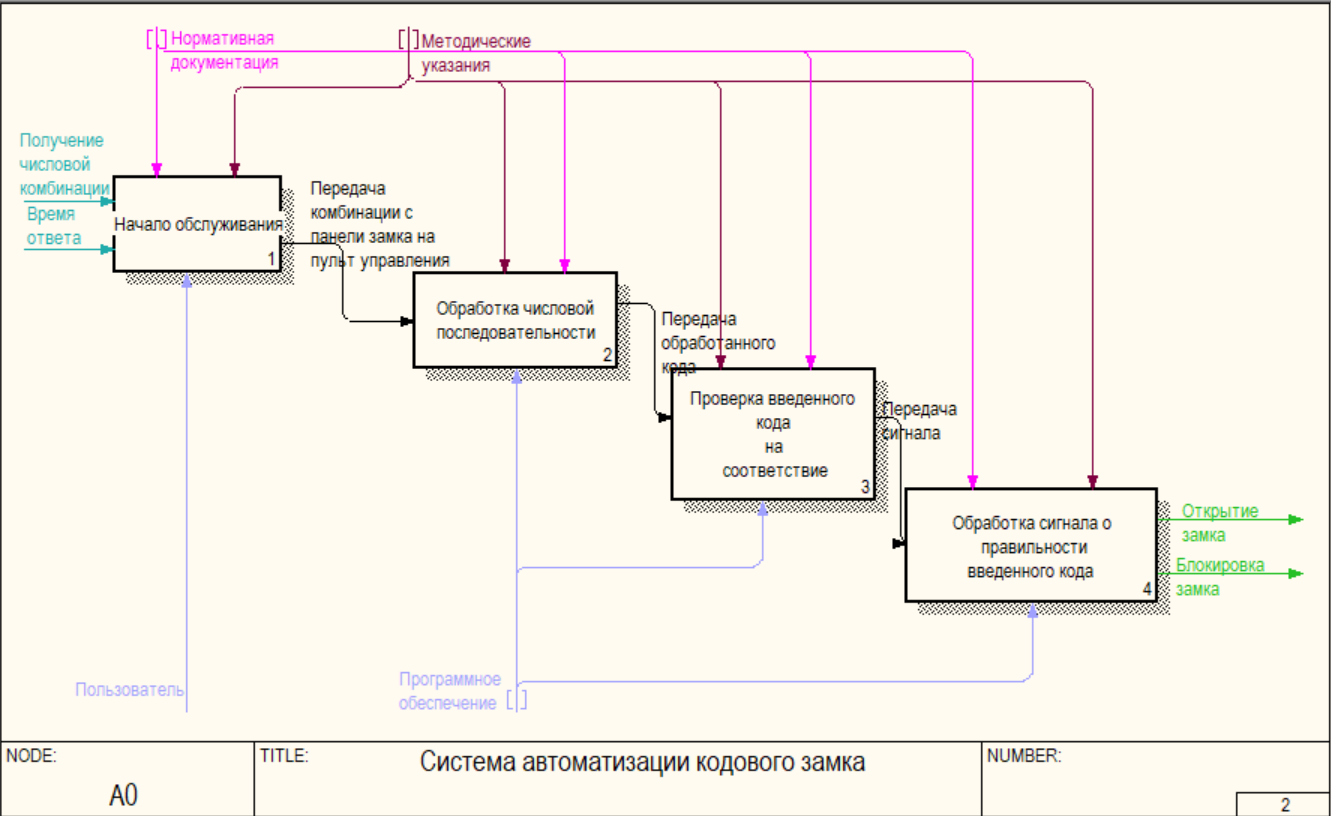 Нормативная
документация
Методические
указания
Получение
числовой
комбинации
Время
ответа
Начало обслуживания
1
Передача
комбинации с
панели замка на
пульт управления
Обработка числовой
последовательности
2
Передача
обработанного
кода
Проверка введенного
кода
на
соответствие
3
Передача
сигнала
Обработка сигнала о
правильности
введенного кода
4
Открытие
замка
Блокировка
замка
Пользователь
Программное
обеспечение
NODE:
A0
TITLE:
Система автоматизации кодового замка
NUMBER:
2